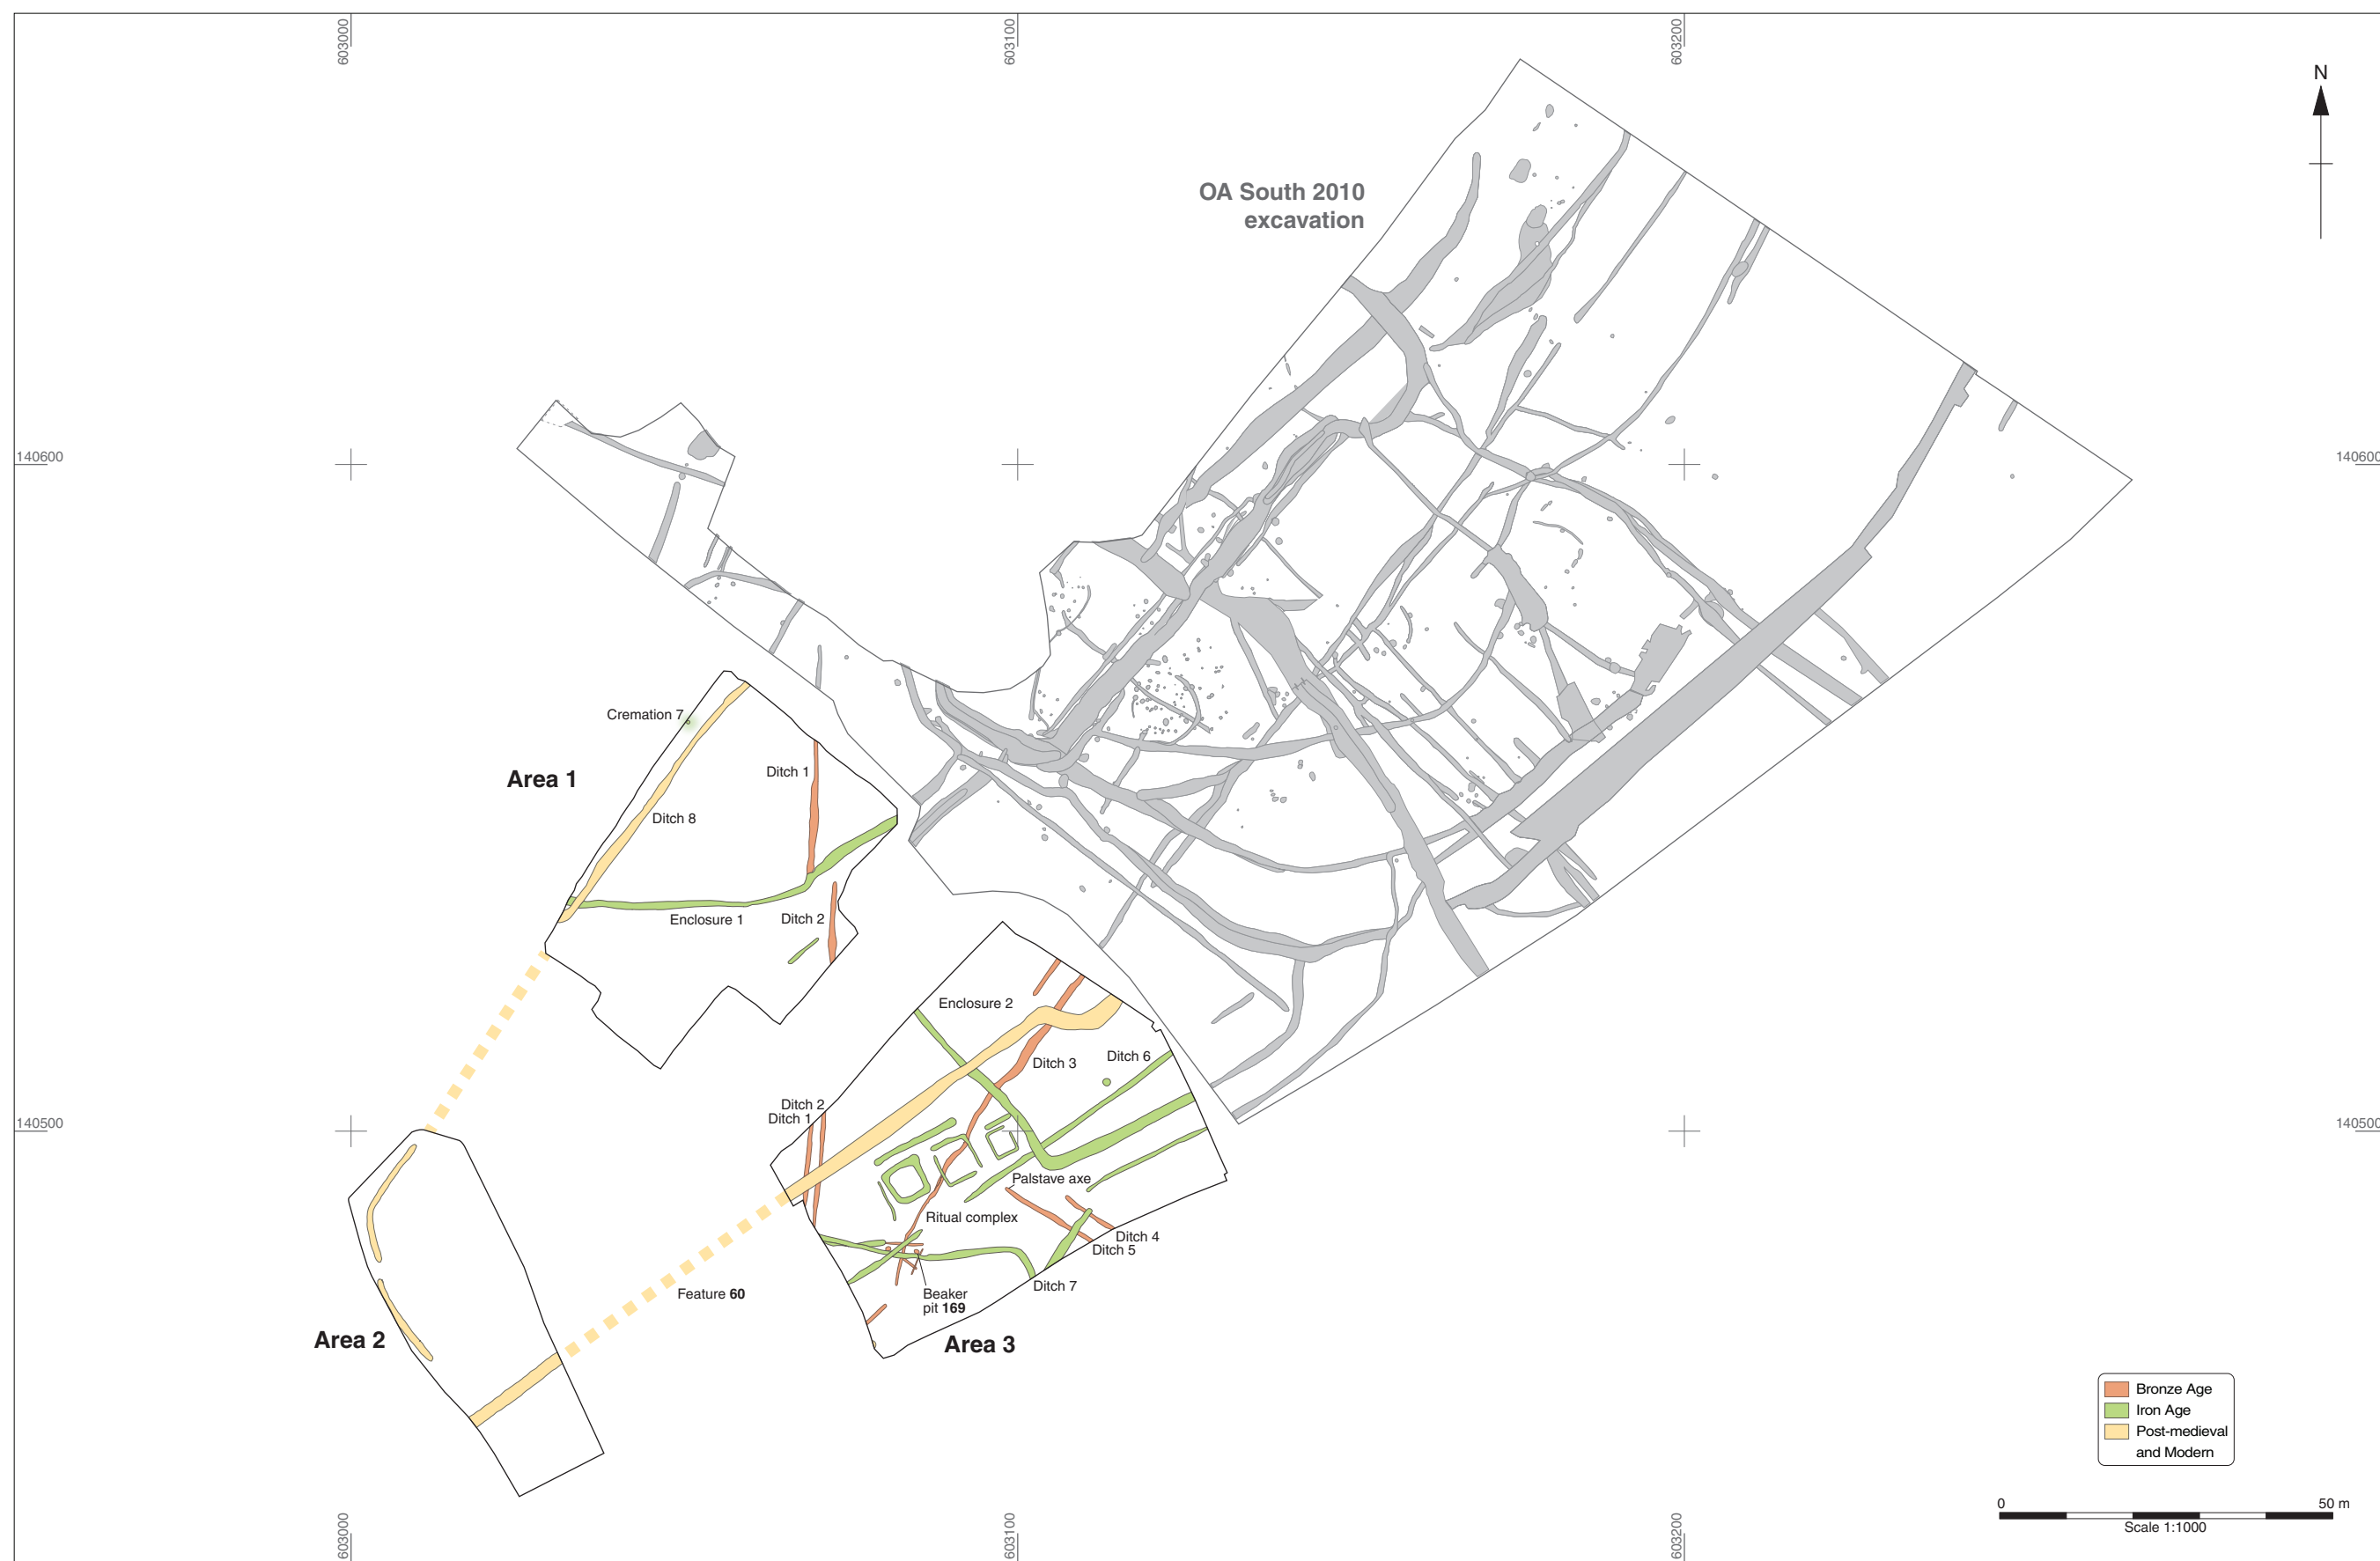 603000
603100
603200
N
OA South 2010
excavation
140600
140600
Cremation 7
Area 1
Ditch 1
Ditch 8
Enclosure 1
Ditch 2
Enclosure 2
Ditch 3
Ditch 6
Ditch 2
Ditch 1
140500
140500
Palstave axe
Ritual complex
Ditch 4
Ditch 5
Ditch 7
Feature 60
Beaker
pit 169
Area 2
Area 3
Bronze Age
Iron Age
Post-medieval
and Modern
0
50 m
Scale 1:1000
603000
603100
603200